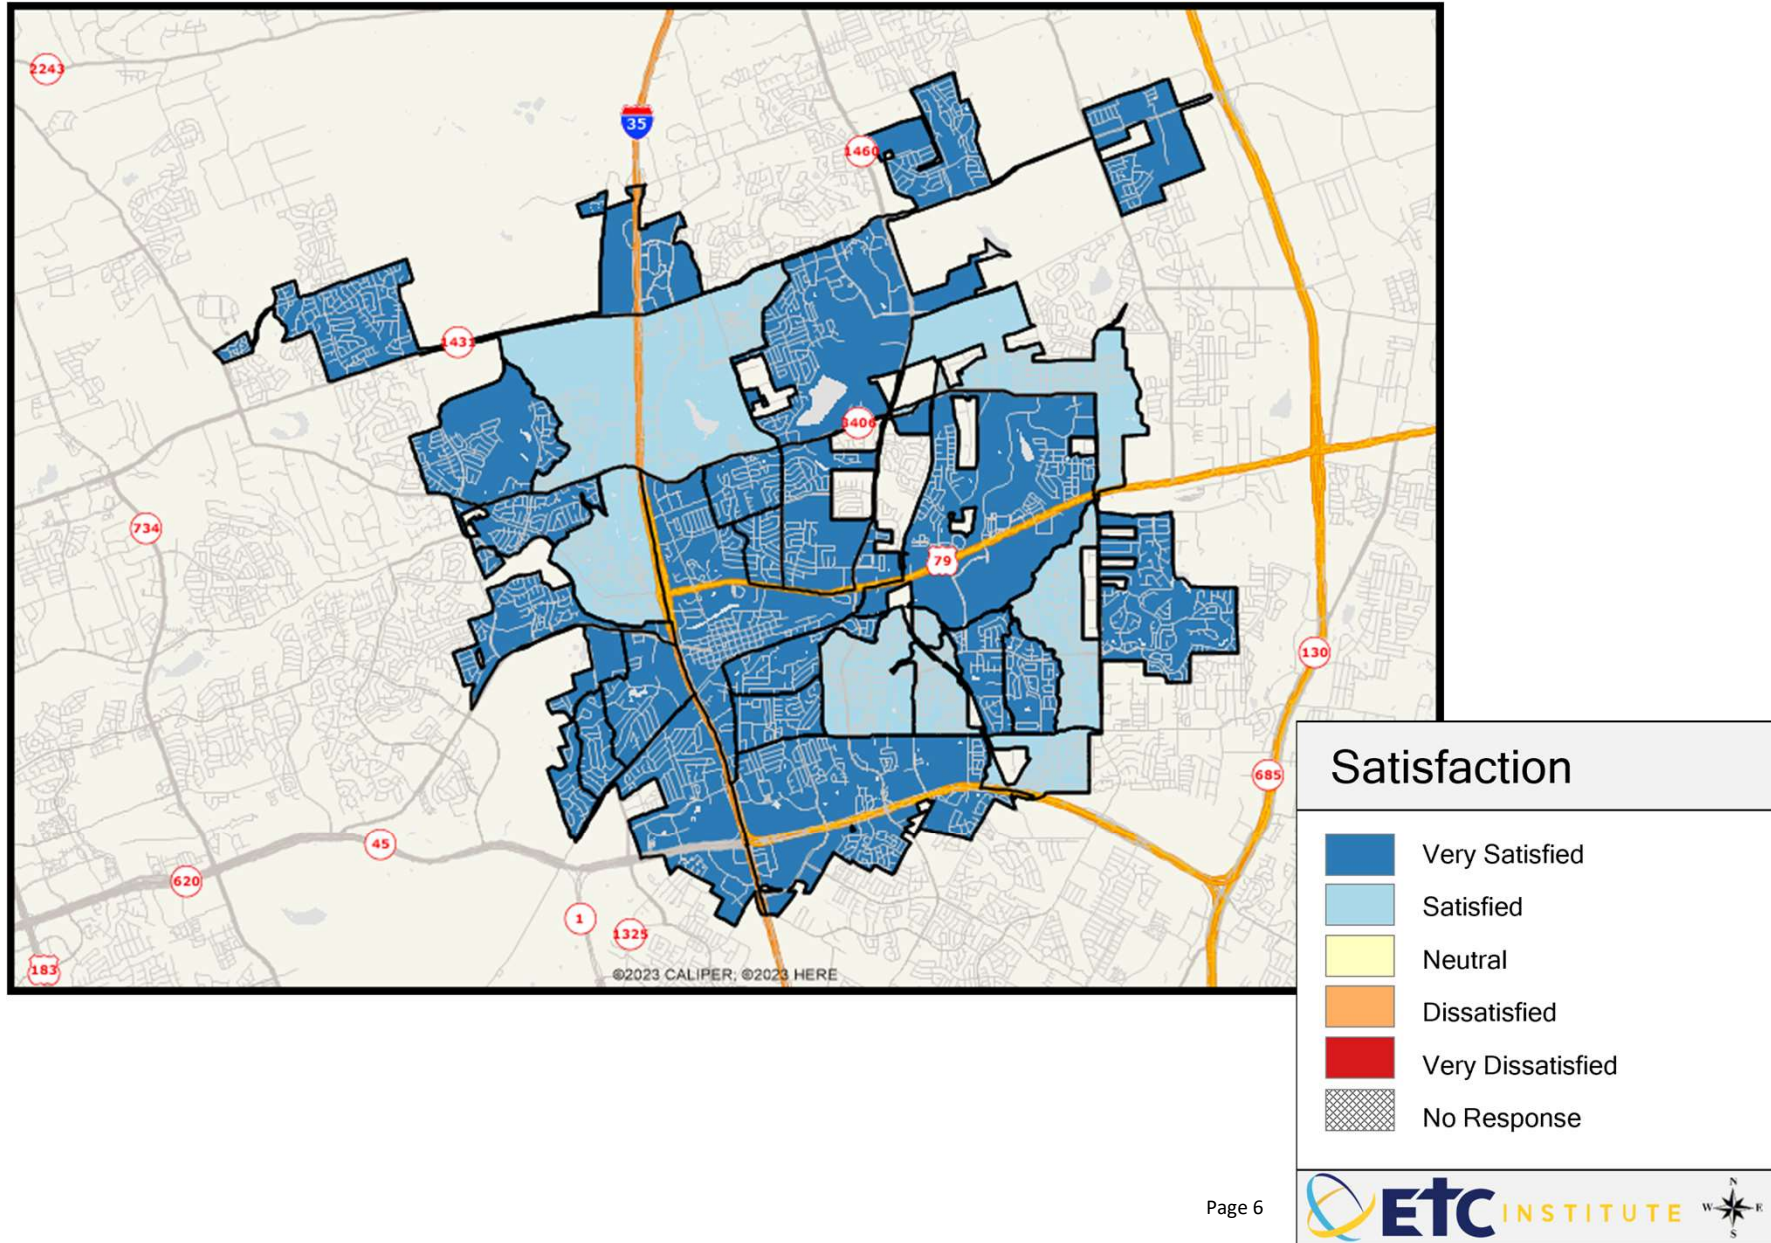 2243
35
1460
1431
3406
734
79
130
685
45
620
1
1325
183
©2023 CALIPER; ©2023 HERE
Satisfaction
Very Satisfied
Satisfied
Neutral
Dissatisfied
Very Dissatisfied
No Response
Page 6
ETC INSTITUTE
N
W E
S